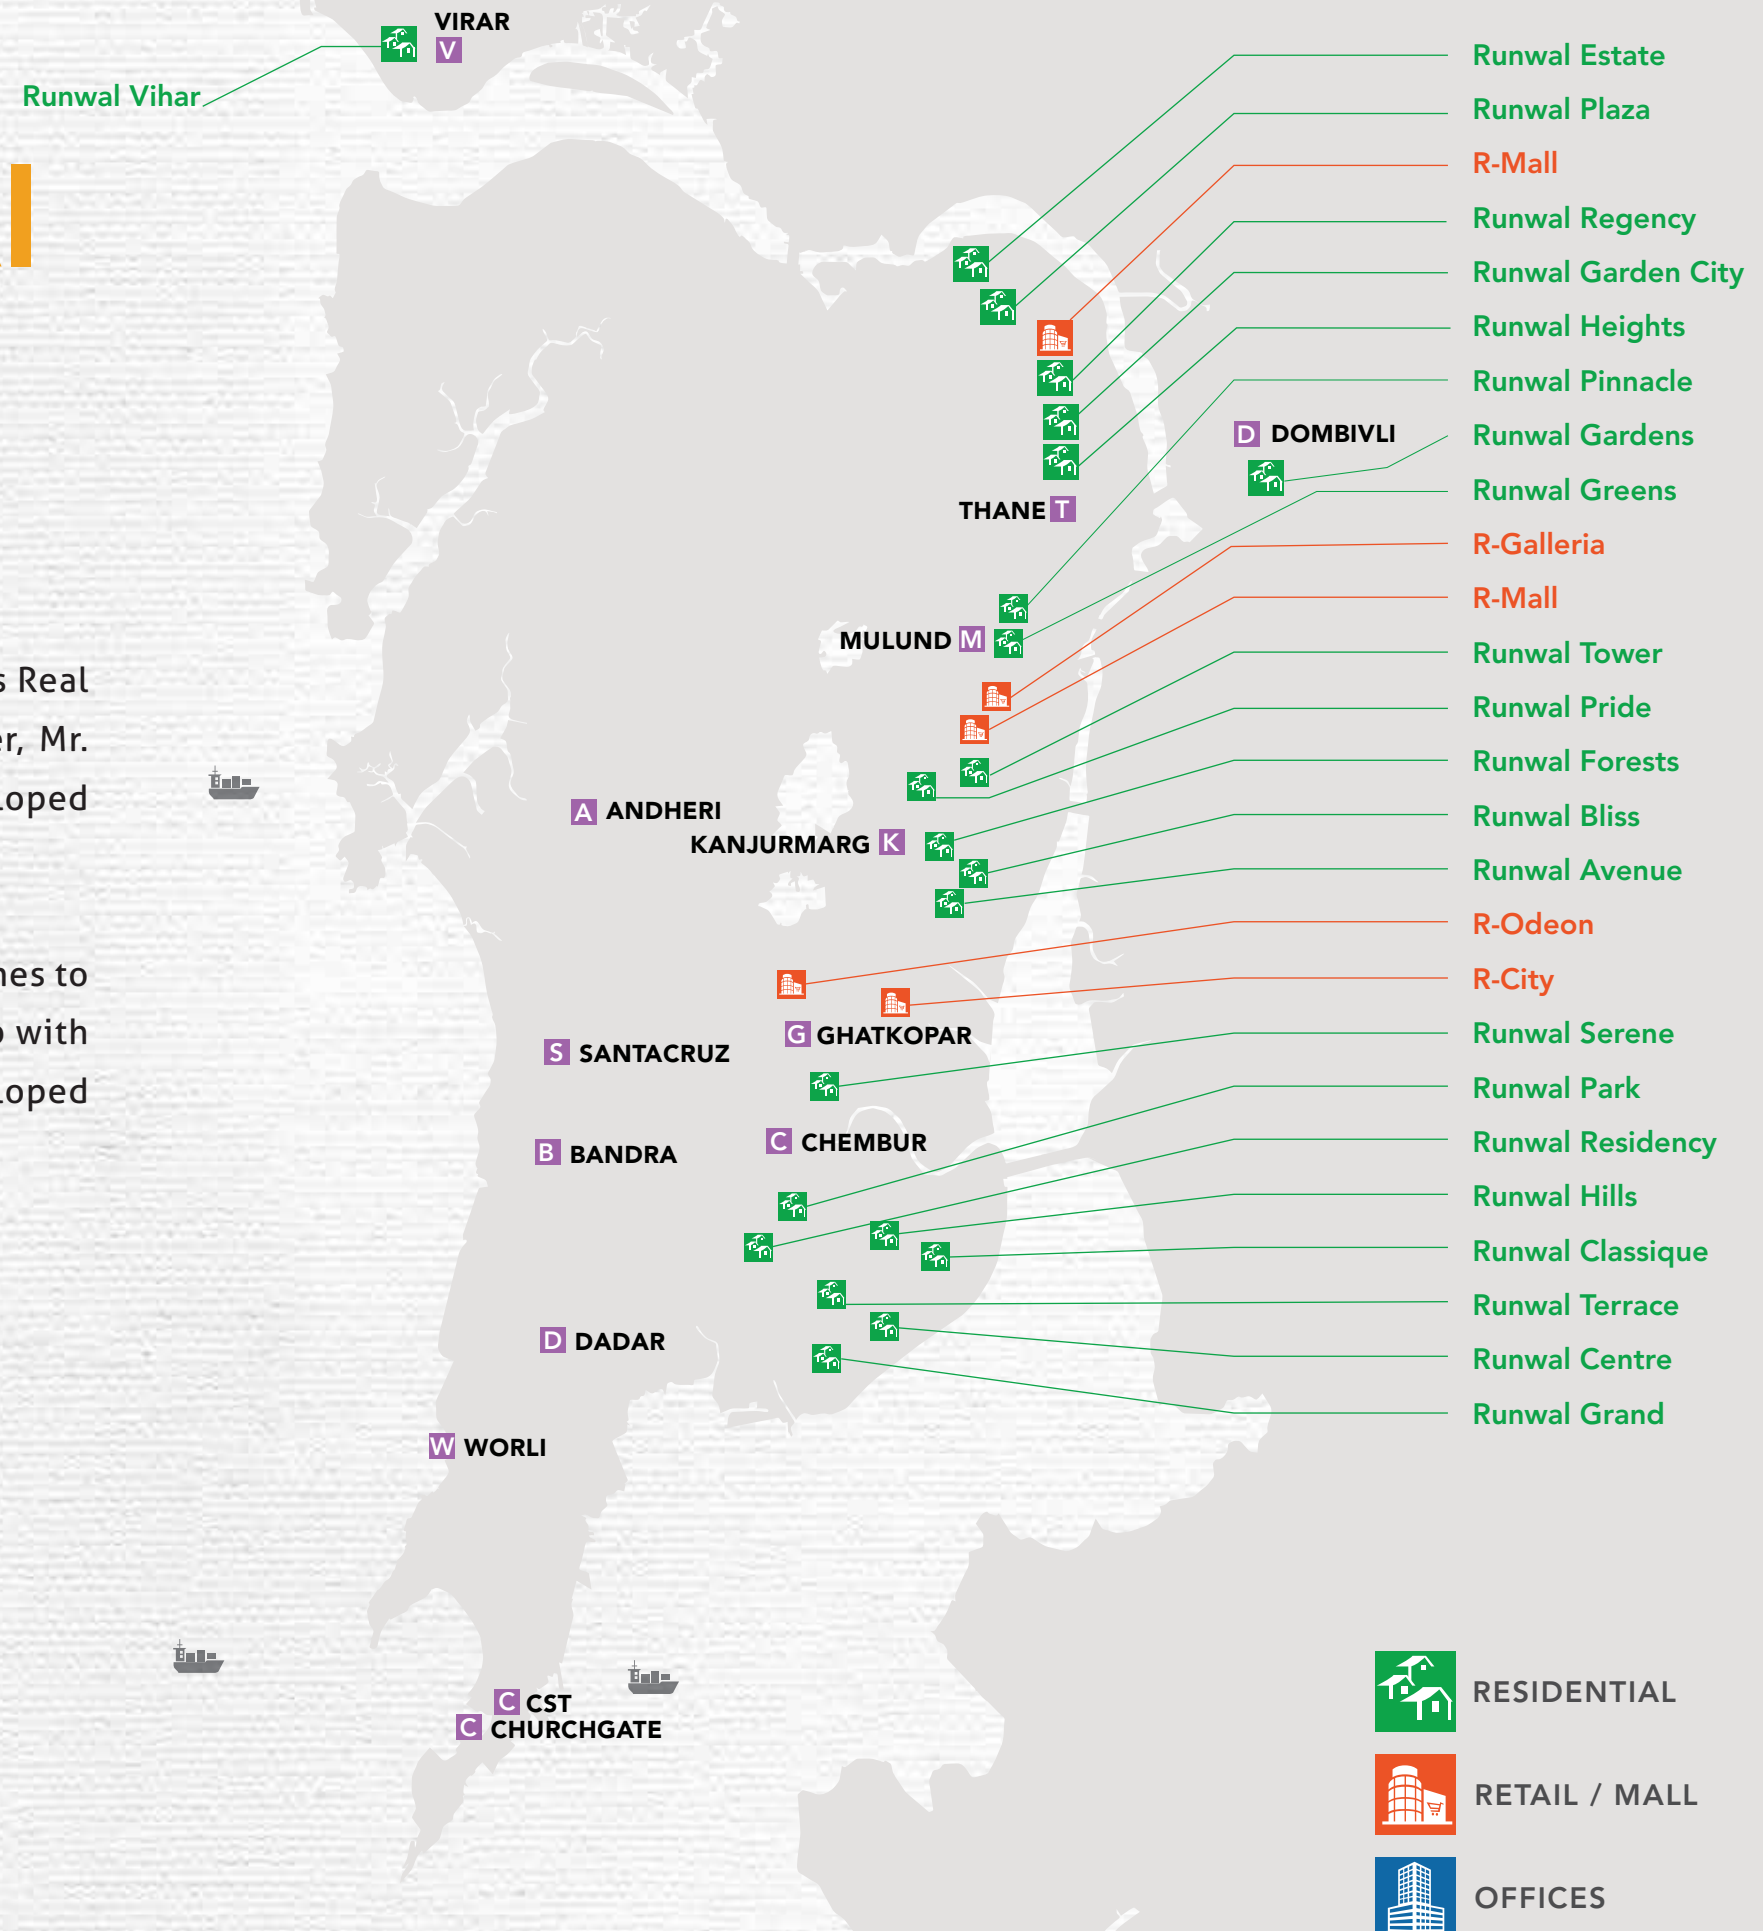 VIRAR
V
Runwal Vihar
Runwal Estate
Runwal Plaza
R-Mall
Runwal Regency
Runwal Garden City
Runwal Heights
Runwal Pinnacle
Runwal Gardens
Runwal Greens
R-Galleria
R-Mall
Runwal Tower
Runwal Pride
Runwal Forests
Runwal Bliss
Runwal Avenue
R-Odeon
R-City
Runwal Serene
Runwal Park
Runwal Residency
Runwal Hills
Runwal Classique
Runwal Terrace
Runwal Centre
Runwal Grand
D DOMBIVLI
THANE T
MULUND M
A ANDHERI
KANJURMARG K
G GHATKOPAR
S SANTACRUZ
C CHEMBUR
B BANDRA
D DADAR
W WORLI
C CST
C CHURCHGATE
s Real
er, Mr.
loped
nes to
with
loped
RESIDENTIAL
RETAIL / MALL
OFFICES